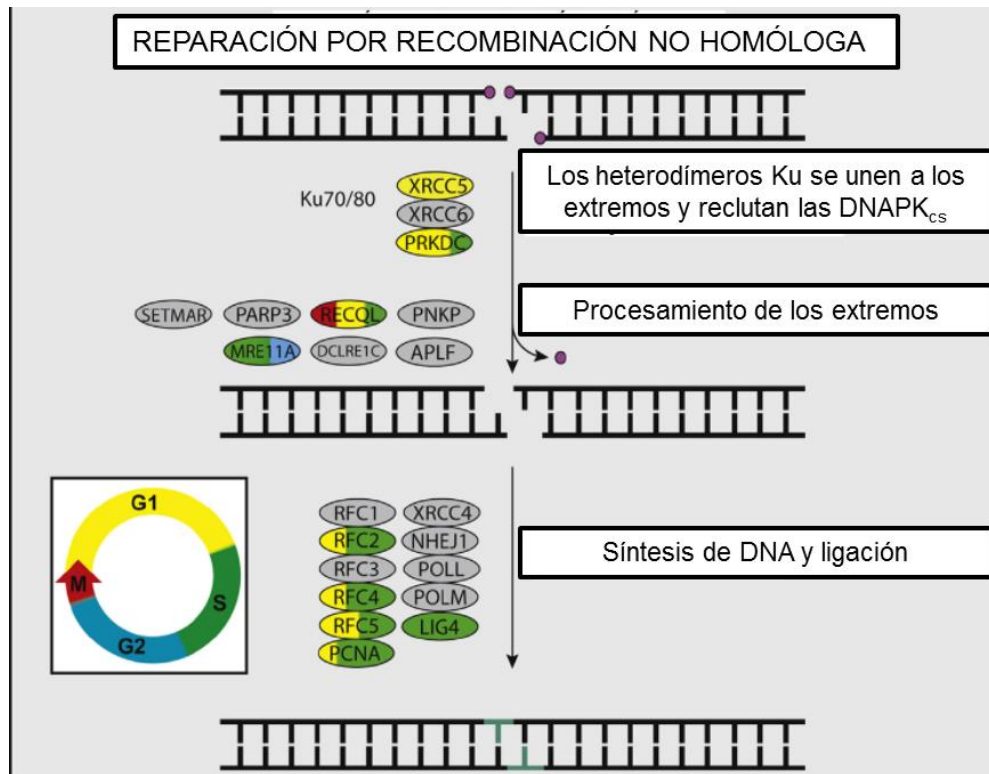 REPARACIÓN POR RECOMBINACIÓN NO HOMÓLOGA
Ku70/80
XRCC5
XRCC6
PRKDC
Los heterodímeros Ku se unen a los
extremos y reclutan las DNAPKcs
SETMAR PARP3 RECQL PNKP
MRE11A DCLRE1C APLF
Procesamiento de los extremos
G1
M
S
G2
RFC1 XRCC4
RFC2 NHEJ1
RFC3 POLL
RFC4 POLM
RFC5 LIG4
PCNA
Síntesis de DNA y ligación